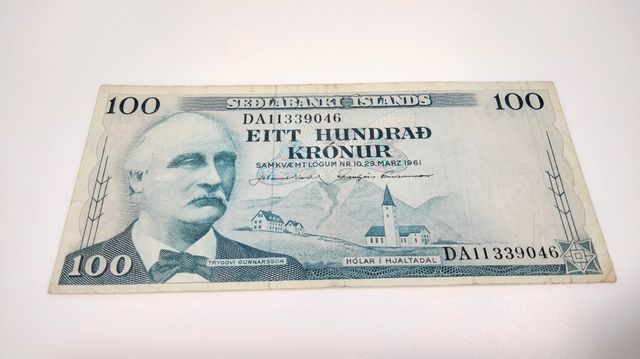 100
SEÐLABANKI ÍSLANDS
100
DA11339046
EITT HUNDRAÐ
KRÓNUR
SAMKVÆMT LÖGUM NR. 10, 29. MARZ 1961
DA11339046
100
TRYGGVI GUNNARSSON
HÓLAR Í HJALTADAL